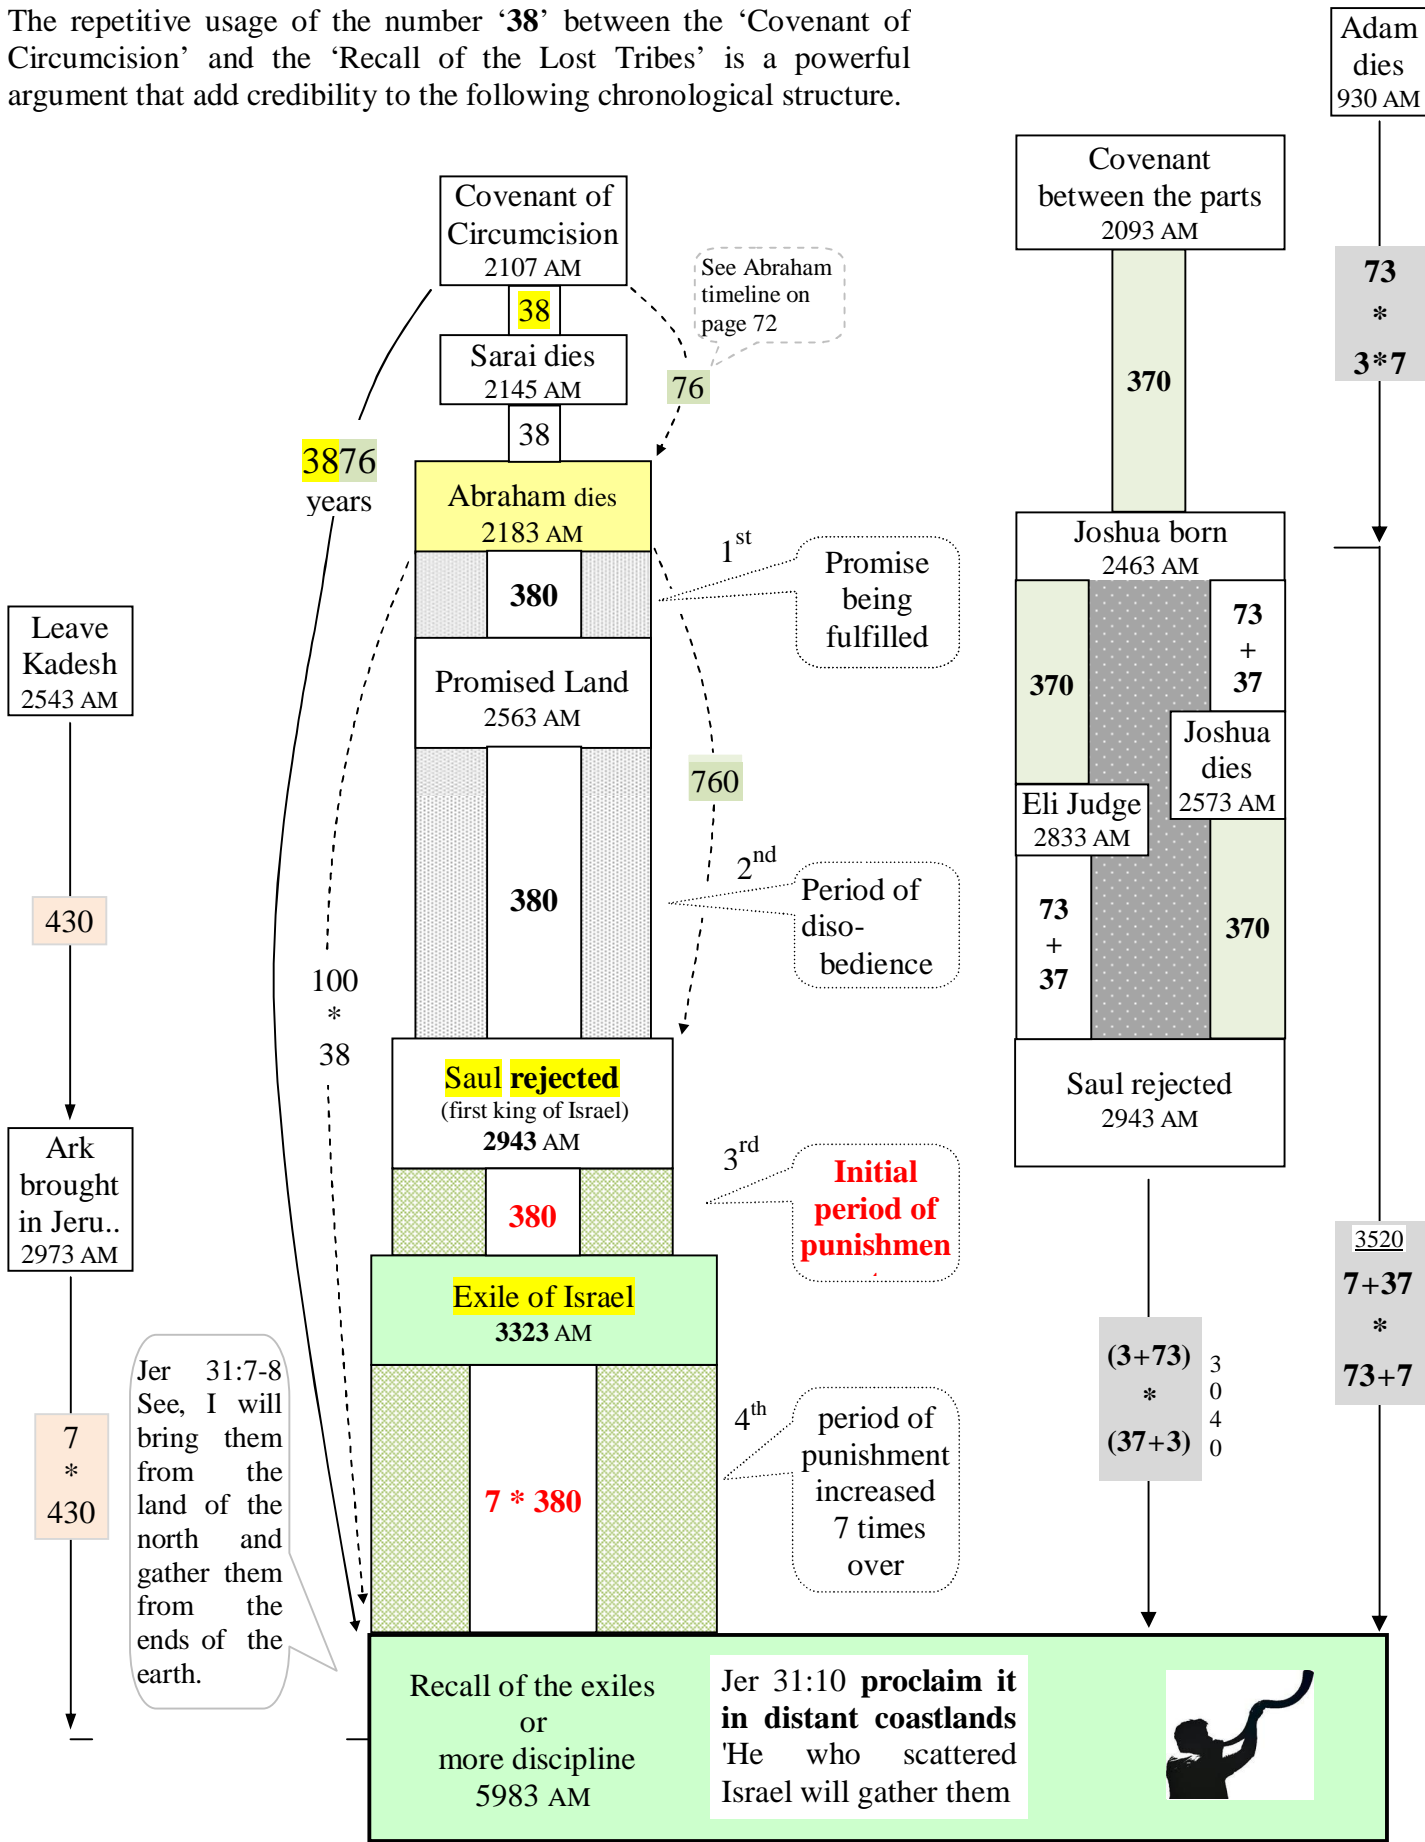 The repetitive usage of the number ‘38’ between the ‘Covenant of
Circumcision’ and the ‘Recall of the Lost Tribes’ is a powerful
argument that add credibility to the following chronological structure.
Adam
dies
930 AM
73
*
3*7
3520
7+37
*
73+7
Covenant of
Circumcision
2107 AM
38
Sarai dies
2145 AM
38
76
See Abraham
timeline on
page 72
3876
years
Abraham dies
2183 AM
380
1st
Promise
being
fulfilled
Promised Land
2563 AM
380
760
2nd
Period of
diso-
bedience
100
*
38
Saul rejected
(first king of Israel)
2943 AM
380
3rd
Initial
period of
punishmen
Exile of Israel
3323 AM
7 * 380
4th
period of
punishment
increased
7 times
over
Covenant
between the parts
2093 AM
370
Joshua born
2463 AM
370
73
+
37
Joshua
dies
2573 AM
Eli Judge
2833 AM
73
+
37
370
Saul rejected
2943 AM
(3+73)
*
(37+3)
3
0
4
0
Leave
Kadesh
2543 AM
430
Ark
brought
in Jeru..
2973 AM
7
*
430
Jer 31:7-8
See, I will
bring them
from the
land of the
north and
gather them
from the
ends of the
earth.
Recall of the exiles
or
more discipline
5983 AM
Jer 31:10 proclaim it
in distant coastlands
'He who scattered
Israel will gather them